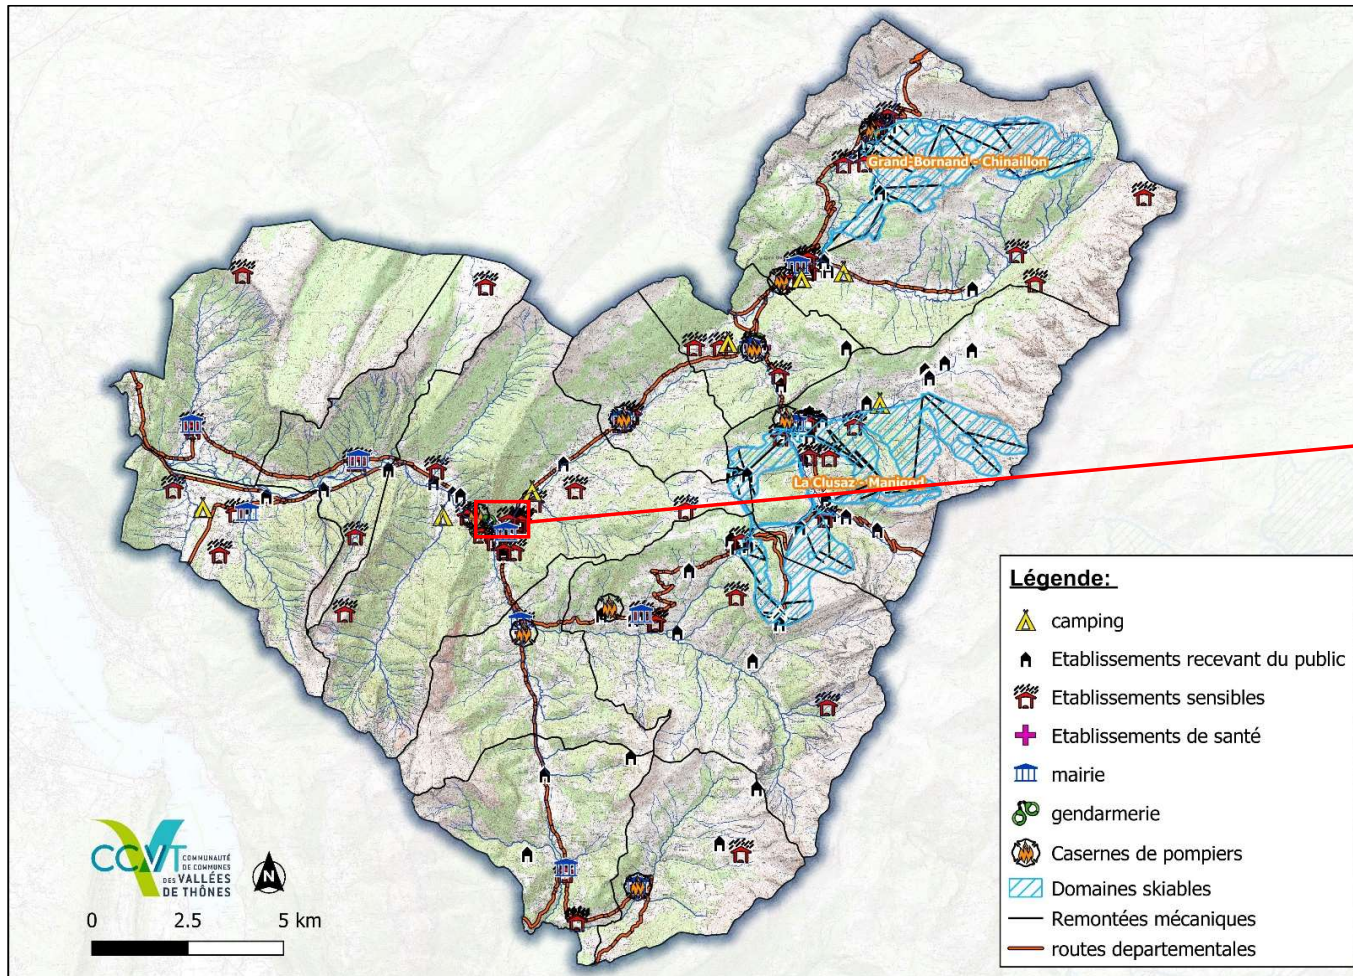 Grand-Bornand - Chinaillon
La Clusaz - Manigod
Légende:
camping
Etablissements recevant du public
Etablissements sensibles
Etablissements de santé
mairie
gendarmerie
Casernes de pompiers
Domaines skiables
Remontées mécaniques
routes departementales
CCVT
COMMUNAUTÉ
DE COMMUNES
DES VALLÉES
DE THÔNES
N
0 2.5 5 km